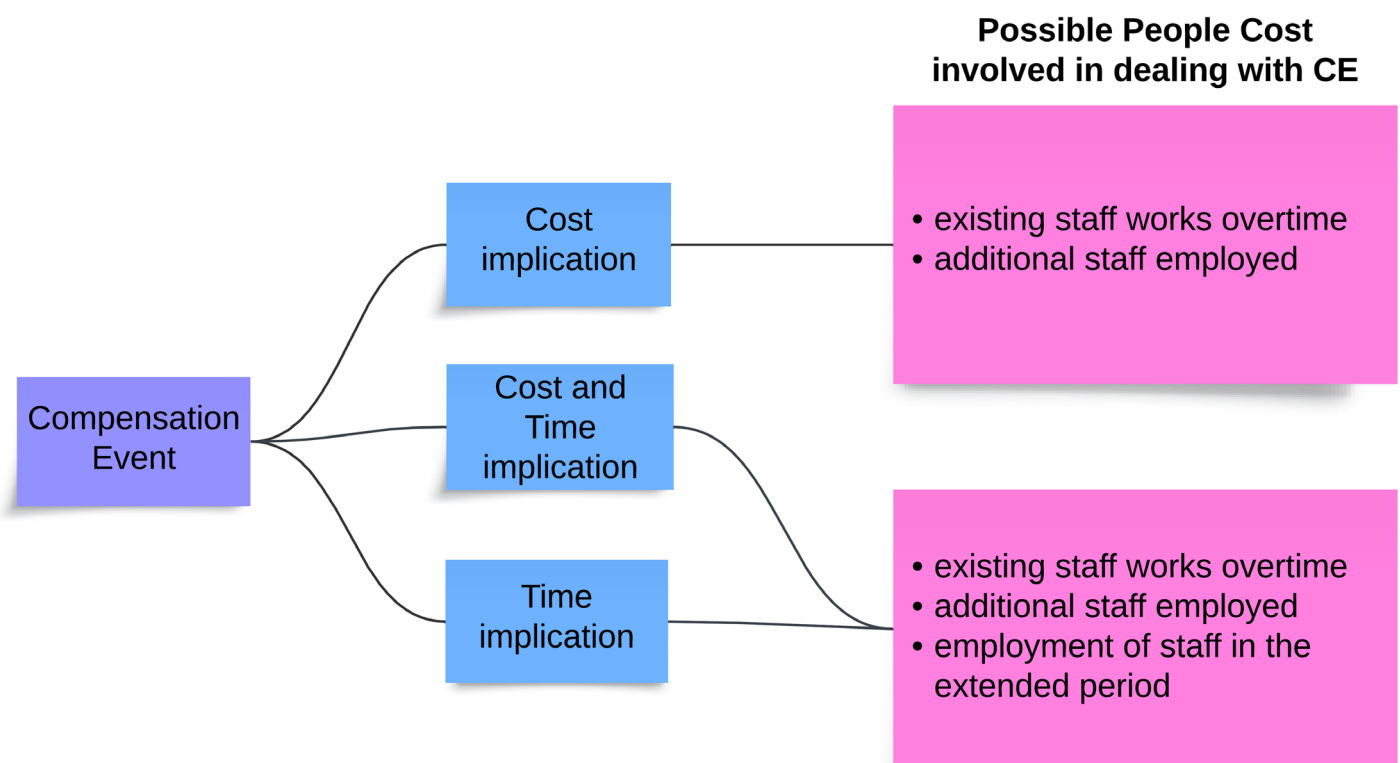 Possible People Cost
involved in dealing with CE
Compensation
Event
Cost
implication
Cost and
Time
implication
Time
implication
• existing staff works overtime
• additional staff employed
• existing staff works overtime
• additional staff employed
• employment of staff in the
extended period